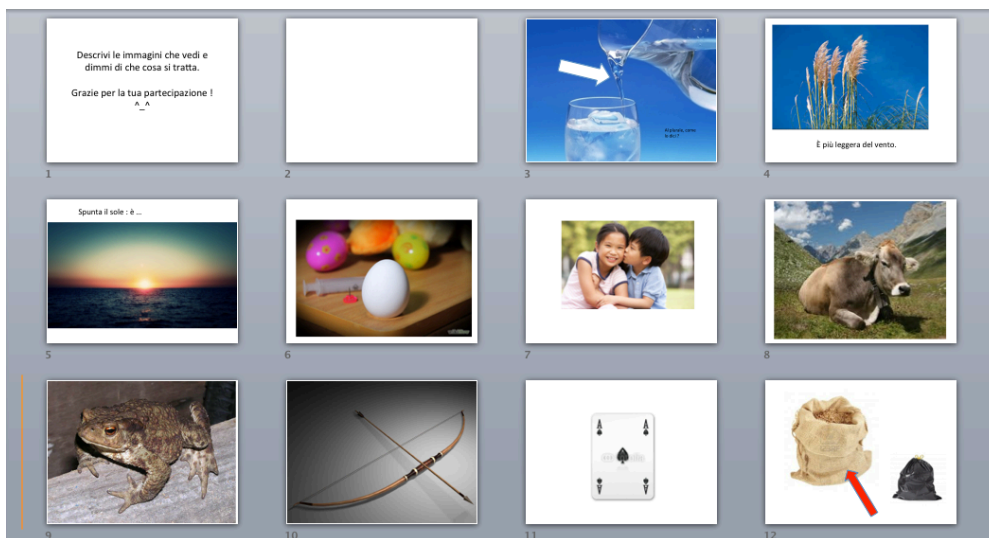 Descrivi le immagini che vedi e
dimmi di che cosa si tratta.
Grazie per la tua partecipazione !
^_^
1
2
3
È più leggera del vento.
4
Spunta il sole : è ...
5
6
7
8
9
10
A A
A A
11
12